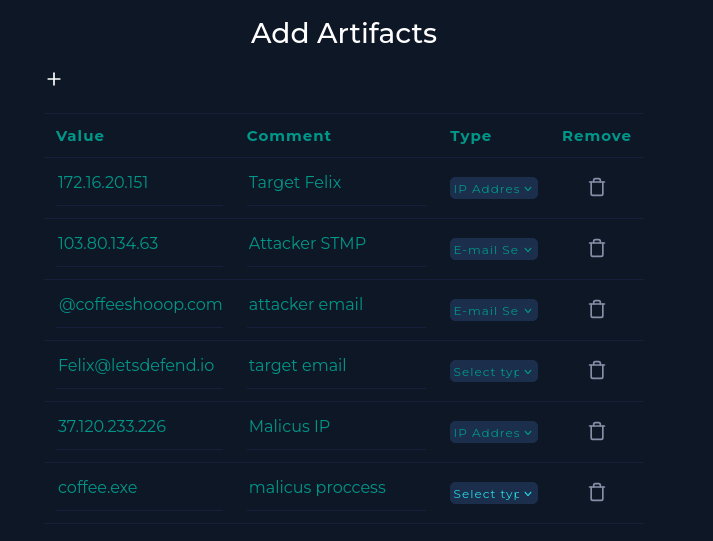 Add Artifacts
+
Value Comment Type Remove
172.16.20.151 Target Felix IP Addres
103.80.134.63 Attacker STMP E-mail Se
@coffeeshooop.com attacker email E-mail Se
Felix@letsdefend.io target email Select typ
37.120.233.226 Malicus IP IP Addres
coffee.exe malicus proccess Select typ